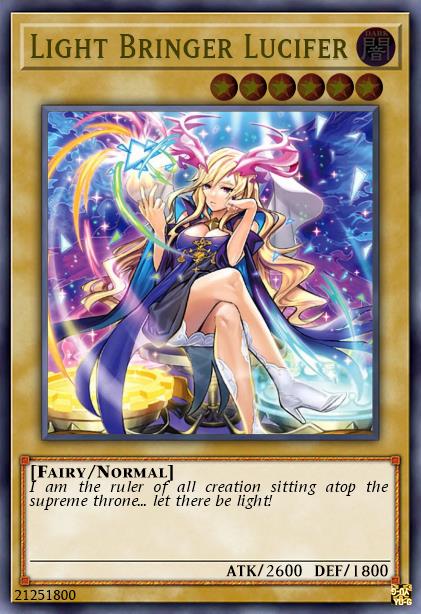 Light Bringer Lucifer
DARK
闇
[Fairy/Normal]
I am the ruler of all creation sitting atop the
supreme throne... let there be light!
ATK/2600 DEF/1800
21251800